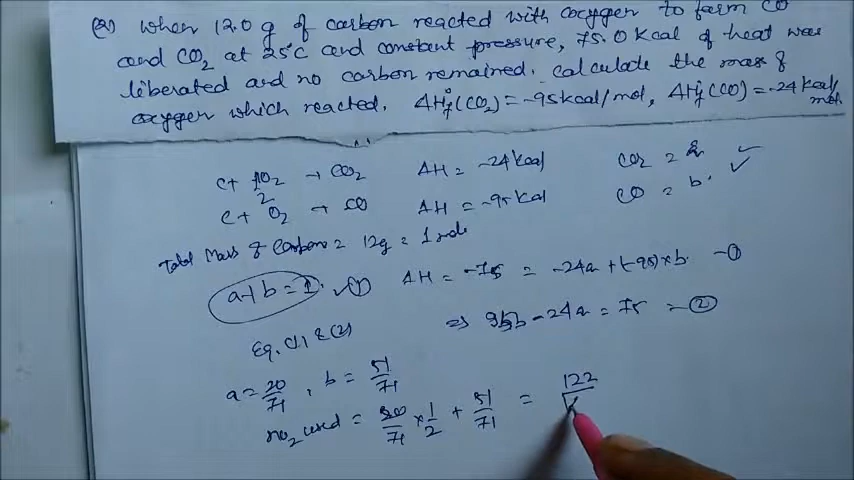 (2) when 12.0 g of carbon reacted with oxygen to form CO
and CO2 at 25°C and constant pressure, 75.0 kcal of heat was
liberated and no carbon remained. calculate the mass of
oxygen which reacted. ΔH°f(CO2) = -95 kcal/mol, ΔH°f(CO) = -24 kcal/mol
C + 1/2 O2 → CO2 ΔH = -24 kcal CO2 = a
C + O2 → CO ΔH = -95 kcal CO = b.
Total Mass of Carbon = 12g = 1 mole
a + b = 1. ① ΔH = -75 = -24a + (-95) × b. - ①
Eq. (1) & (2) ⇒ 95b - 24a = 75 - ②
a = 20/71, b = 51/71
nO2 used = 20/71 × 1/2 + 51/71 = 122